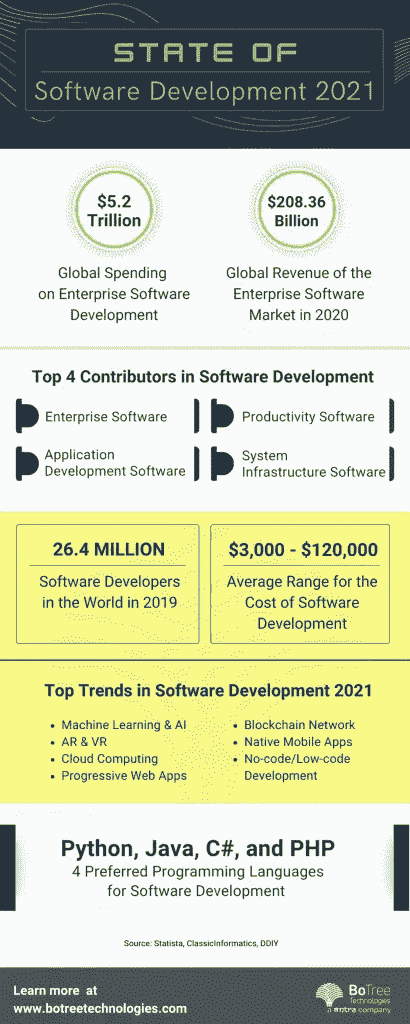 STATE OF
Software Development 2021
$5.2
Trillion
Global Spending
on Enterprise Software
Development
$208.36
Billion
Global Revenue of the
Enterprise Software
Market in 2020
Top 4 Contributors in Software Development
Enterprise Software
Productivity Software
Application
Development Software
System
Infrastructure Software
26.4 MILLION
Software Developers
in the World in 2019
$3,000 - $120,000
Average Range for the
Cost of Software
Development
Top Trends in Software Development 2021
• Machine Learning & AI
• AR & VR
• Cloud Computing
• Progressive Web Apps
• Blockchain Network
• Native Mobile Apps
• No-code/Low-code
Development
Python, Java, C#, and PHP
4 Preferred Programming Languages
for Software Development
Source: Statista, ClassicInformatics, DDIY
Learn more at
www.botreetechnologies.com
BoTree
Technologies
a antra company